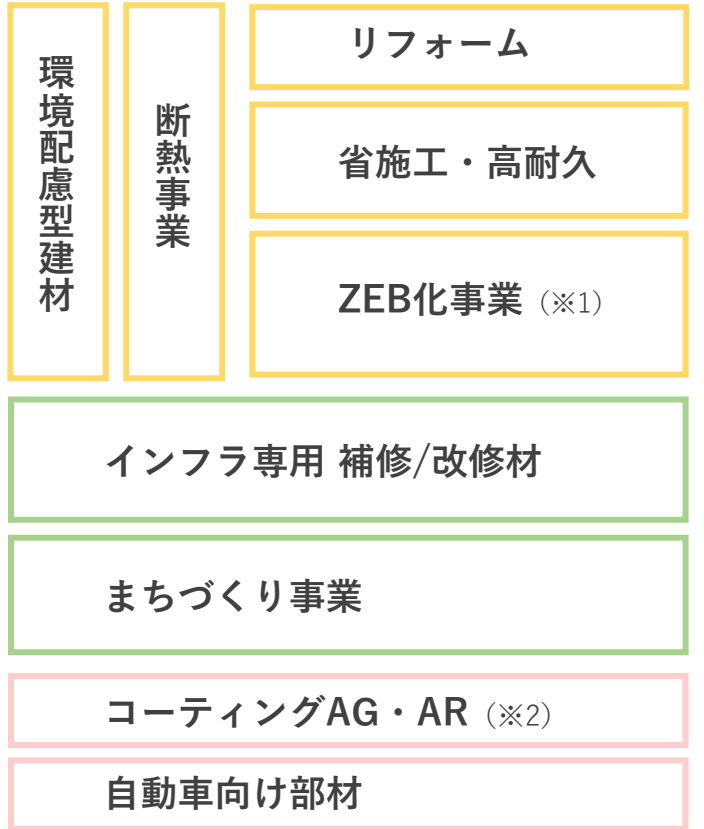 環境配慮型建材
断熱事業
リフォーム
省施工・高耐久
ZEB化事業（※1）
インフラ専用 補修/改修材
まちづくり事業
コーティングAG・AR（※2）
自動車向け部材